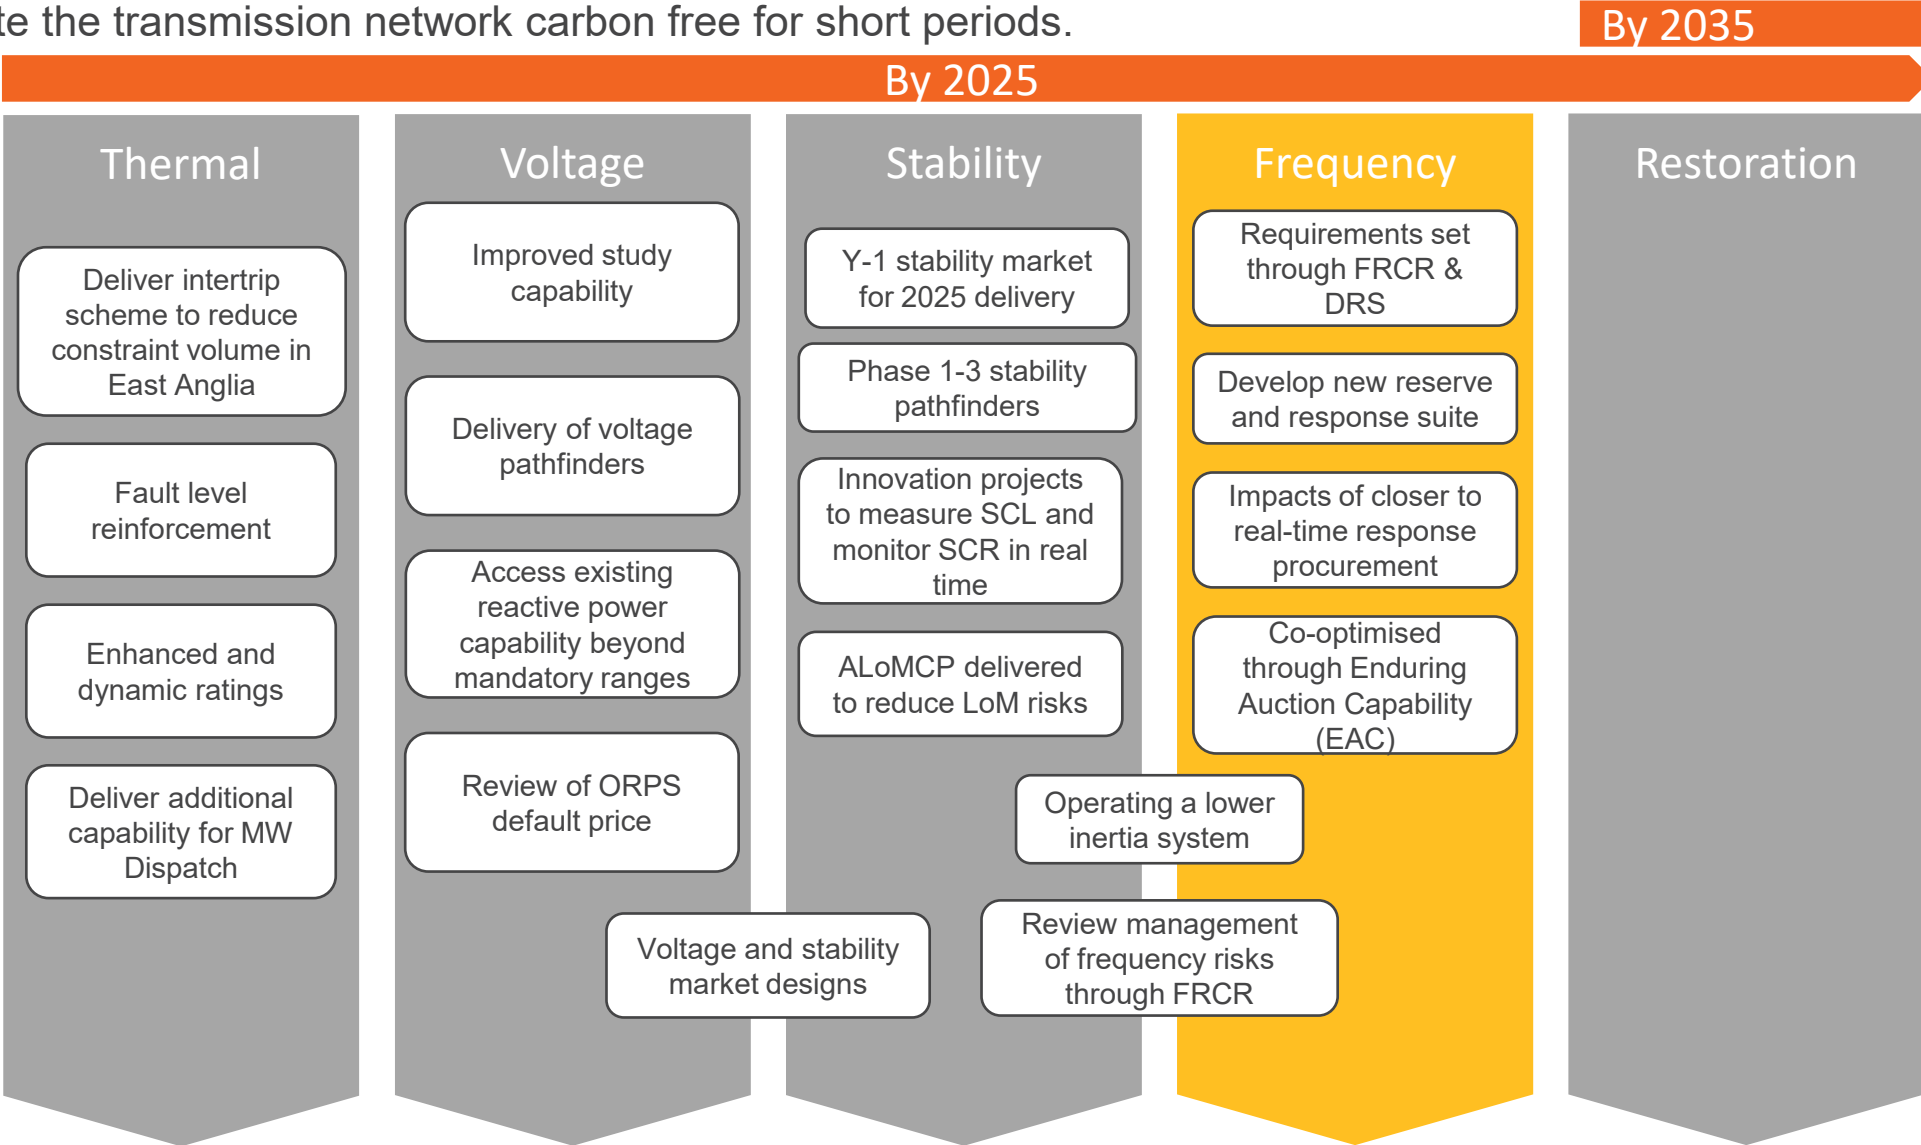 te the transmission network carbon free for short periods.
By 2035
By 2025
Thermal
Deliver intertrip
scheme to reduce
constraint volume in
East Anglia
Fault level
reinforcement
Enhanced and
dynamic ratings
Deliver additional
capability for MW
Dispatch
Voltage
Improved study
capability
Delivery of voltage
pathfinders
Access existing
reactive power
capability beyond
mandatory ranges
Review of ORPS
default price
Voltage and stability
market designs
Stability
Y-1 stability market
for 2025 delivery
Phase 1-3 stability
pathfinders
Innovation projects
to measure SCL and
monitor SCR in real
time
ALoMCP delivered
to reduce LoM risks
Operating a lower
inertia system
Review management
of frequency risks
through FRCR
Frequency
Requirements set
through FRCR &
DRS
Develop new reserve
and response suite
Impacts of closer to
real-time response
procurement
Co-optimised
through Enduring
Auction Capability
(EAC)
Restoration